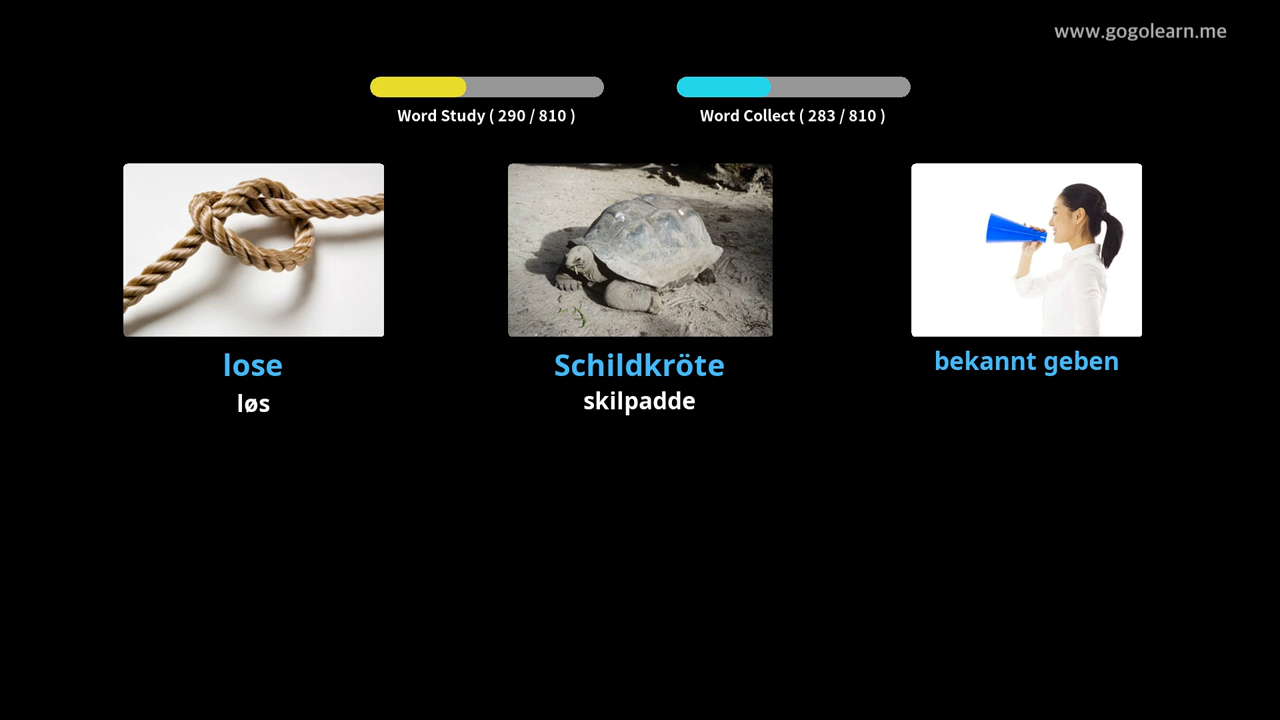 www.gogolearn.me
Word Study ( 290 / 810 )
Word Collect ( 283 / 810 )
lose
løs
Schildkröte
skilpadde
bekannt geben